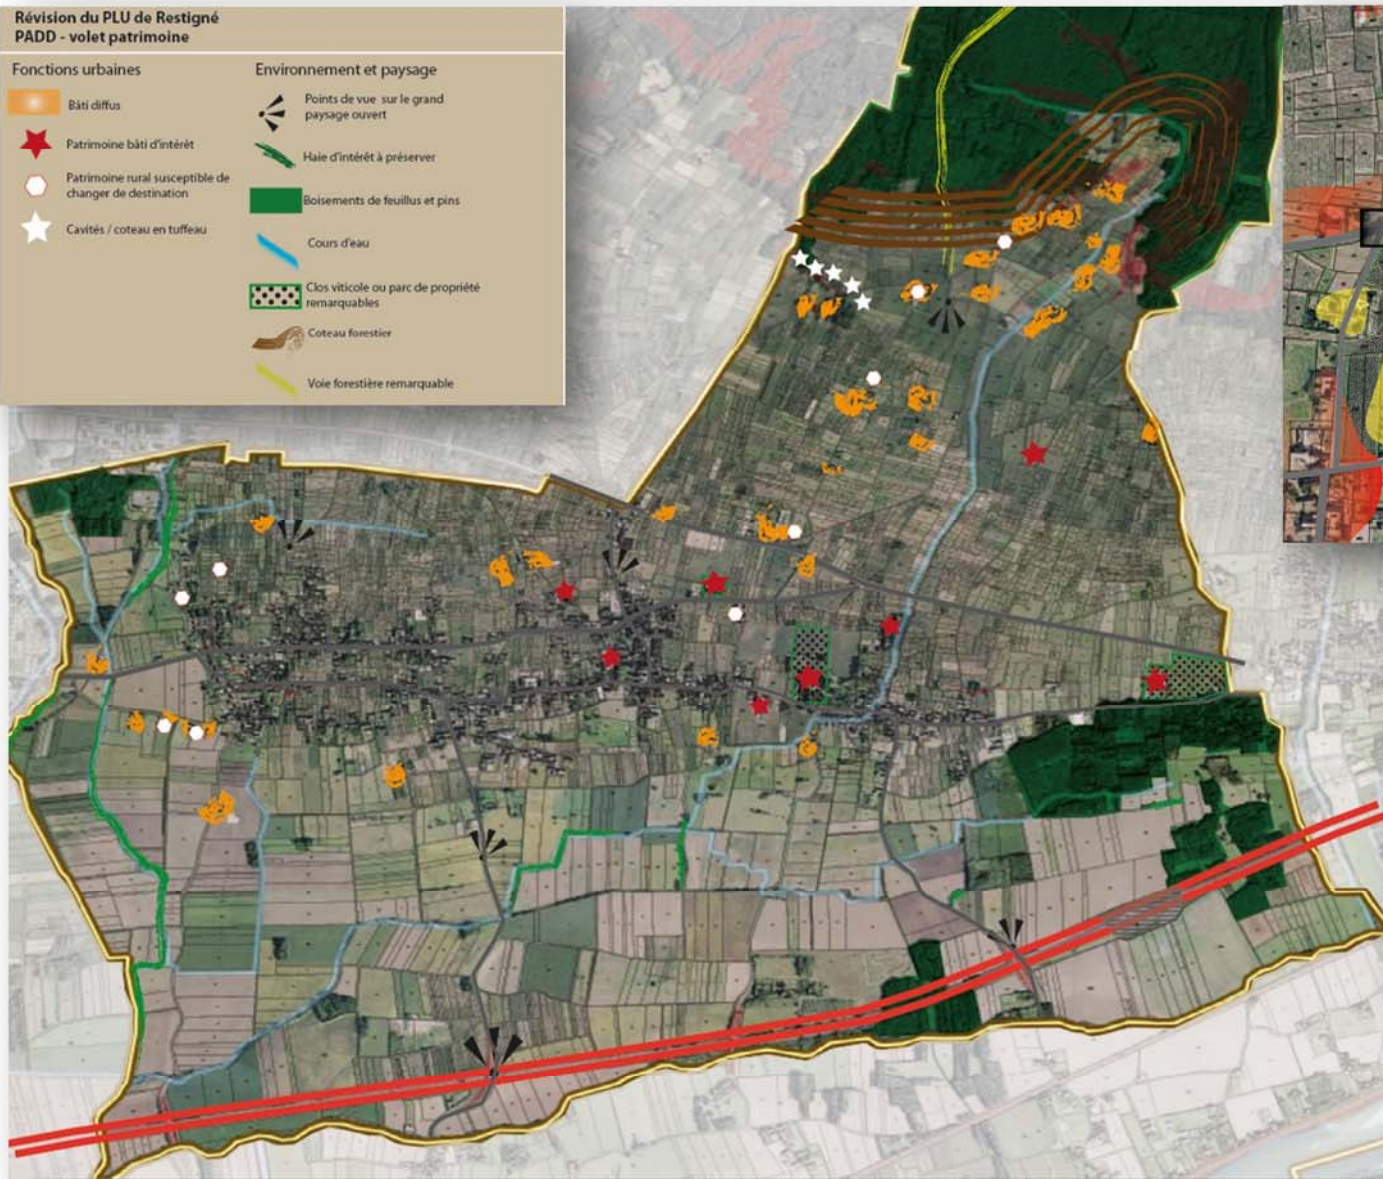 Révision du PLU de Restigné
PADD - volet patrimoine
Fonctions urbaines
Bâti diffus
Patrimoine bâti d'intérêt
Patrimoine rural susceptible de
changer de destination
Cavités / coteau en tuffeau
Environnement et paysage
Points de vue sur le grand
paysage ouvert
Haie d'intérêt à préserver
Boisements de feuillus et pins
Cours d'eau
Clos viticole ou parc de propriété
remarquables
Coteau forestier
Voie forestière remarquable